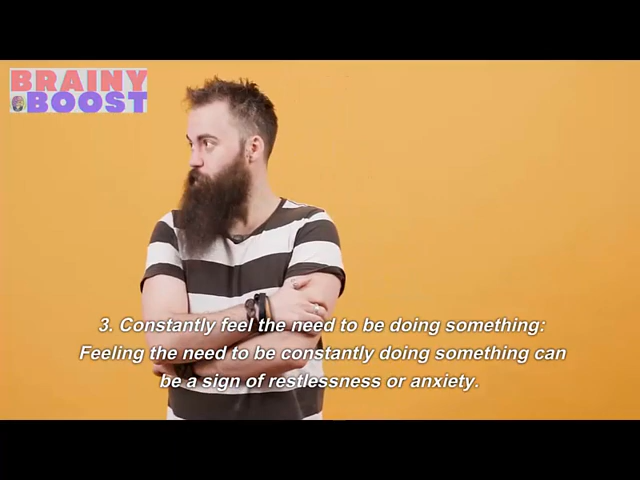 BRAINY
BOOST
3. Constantly feel the need to be doing something:
Feeling the need to be constantly doing something can
be a sign of restlessness or anxiety.